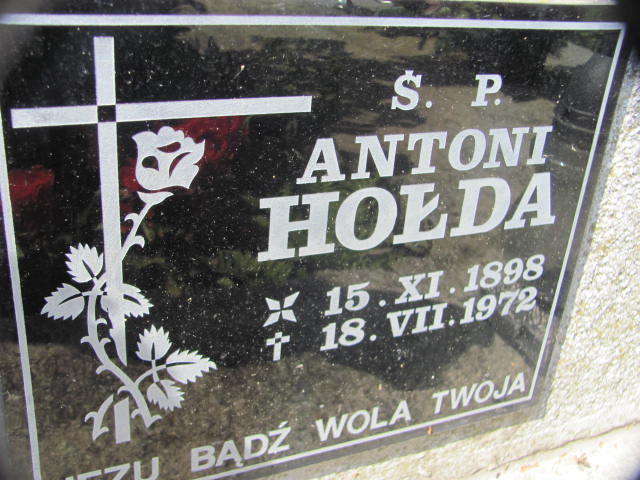 Ś. P.
ANTONI
HOŁDA
15. XI. 1898
18. VII. 1972
BĄDŹ WOLA TWOJA